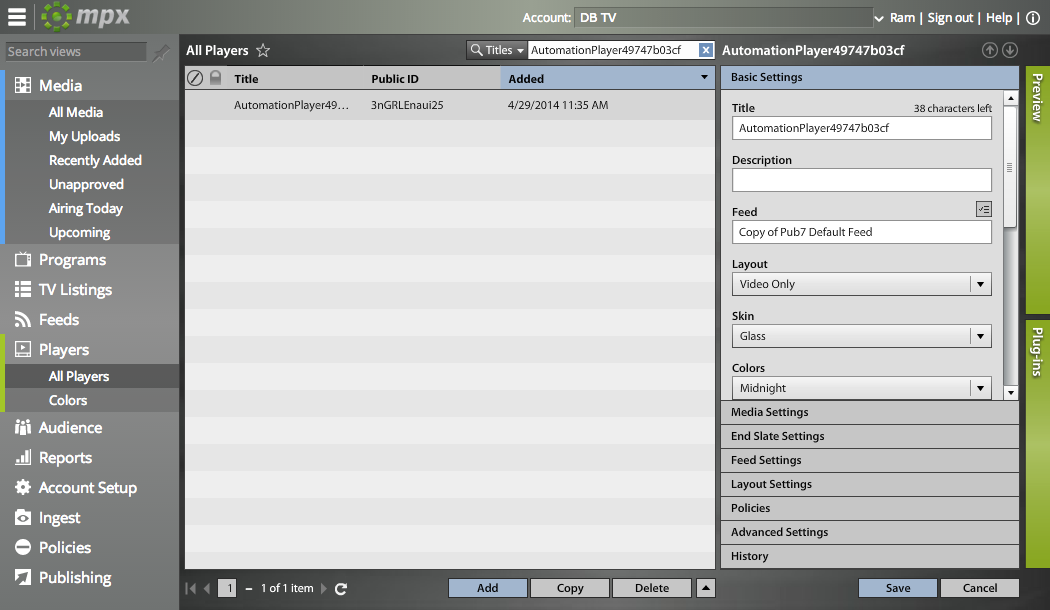 mpx
Account: DB TV
Ram | Sign out | Help |
Search views
Media
All Media
My Uploads
Recently Added
Unapproved
Airing Today
Upcoming
Programs
TV Listings
Feeds
Players
All Players
Colors
Audience
Reports
Account Setup
Ingest
Policies
Publishing
All Players
Titles
AutomationPlayer49747b03cf
Title Public ID Added
AutomationPlayer49... 3nGRLEnaui25 4/29/2014 11:35 AM
1 – 1 of 1 item
Add
Copy
Delete
AutomationPlayer49747b03cf
Basic Settings
Title 38 characters left
AutomationPlayer49747b03cf
Description
Feed
Copy of Pub7 Default Feed
Layout
Video Only
Skin
Glass
Colors
Midnight
Media Settings
End Slate Settings
Feed Settings
Layout Settings
Policies
Advanced Settings
History
Save
Cancel
Preview
Plug-ins